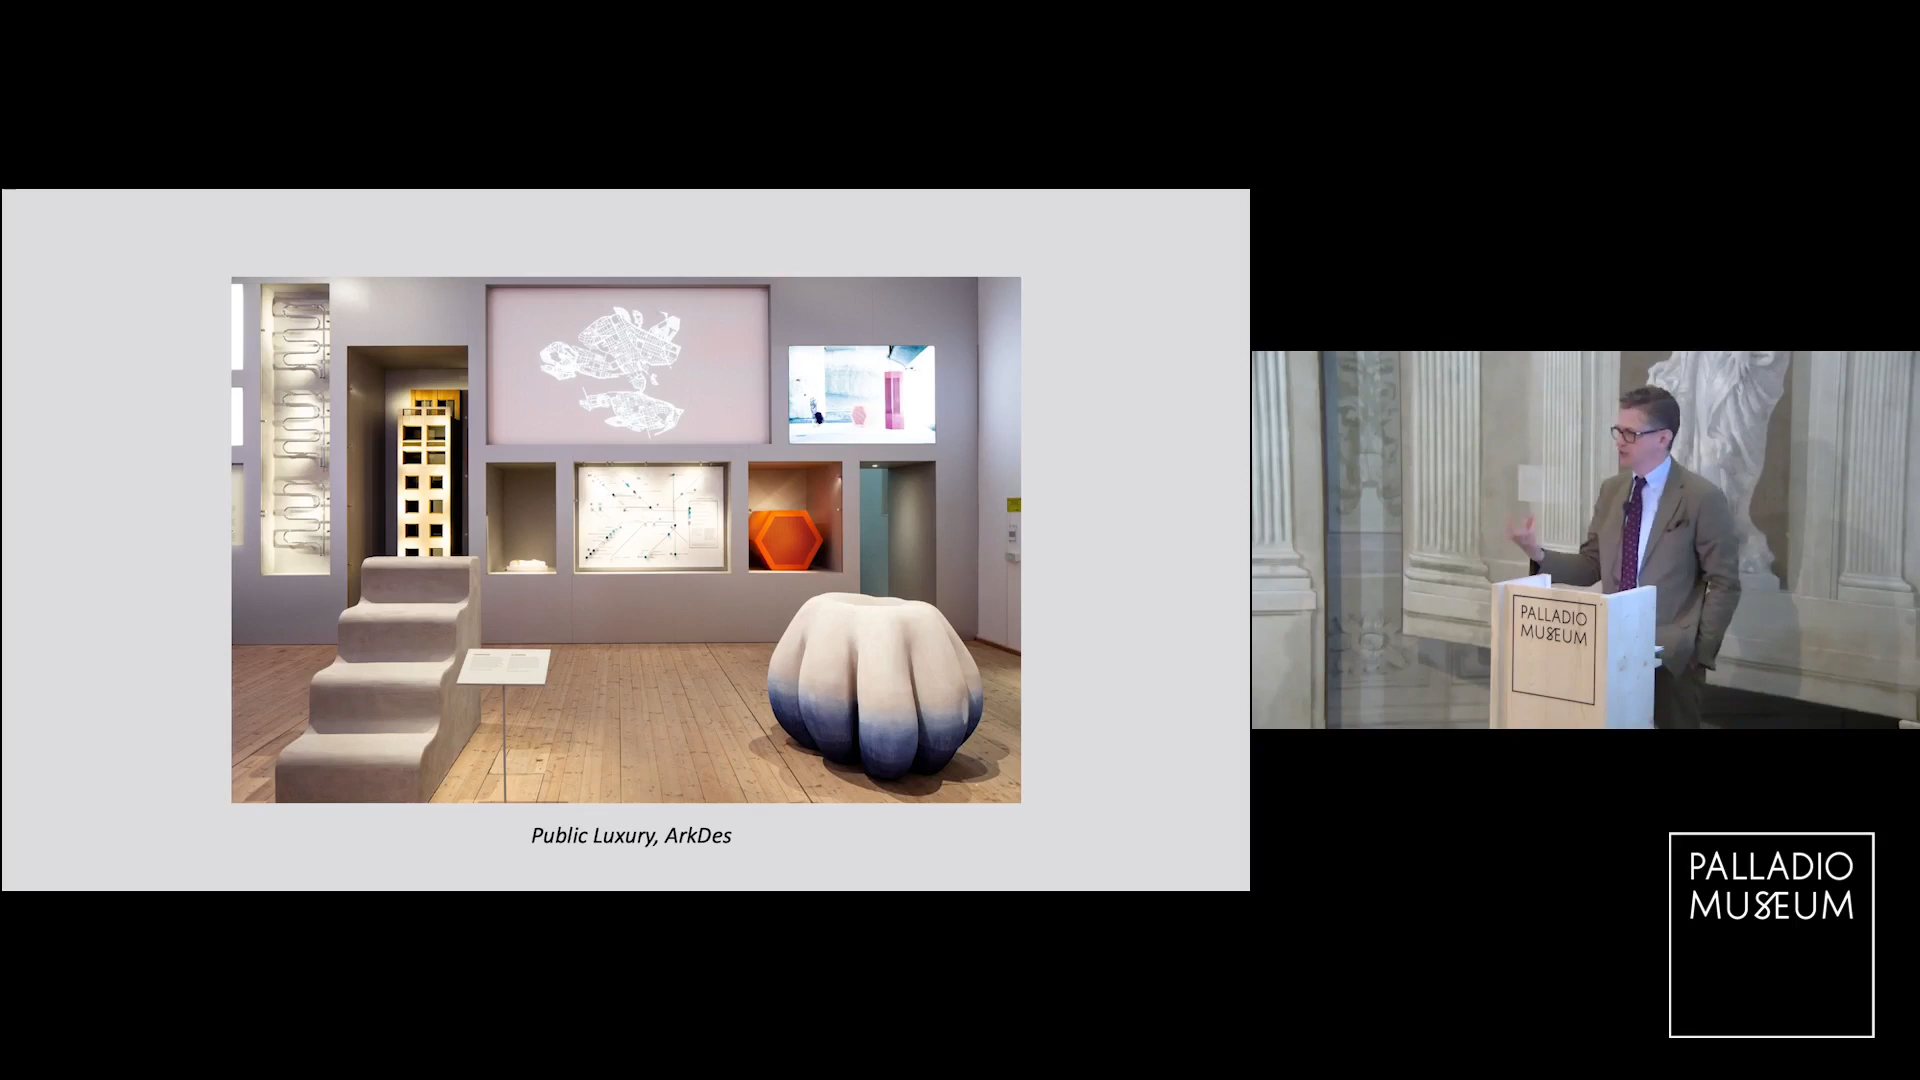 Public Luxury, ArkDes
PALLADIO
MUSEUM
PALLADIO
MUSEUM